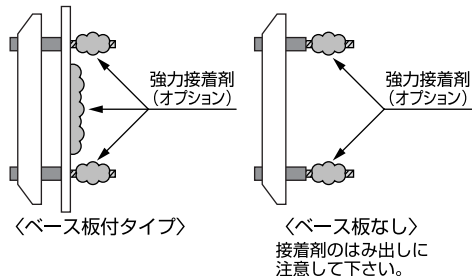 強力接着剤
（オプション）
強力接着剤
（オプション）
〈ベース板付タイプ〉
〈ベース板なし〉
接着剤のはみ出しに
注意して下さい。